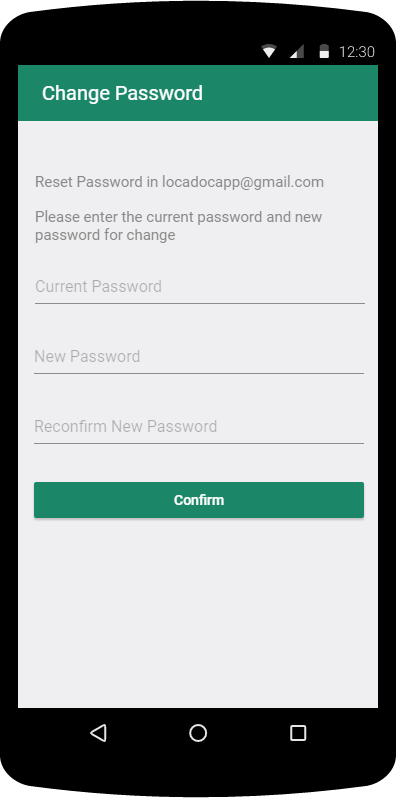 12:30
Change Password
Reset Password in locadocapp@gmail.com
Please enter the current password and new
password for change
Current Password
New Password
Reconfirm New Password
Confirm